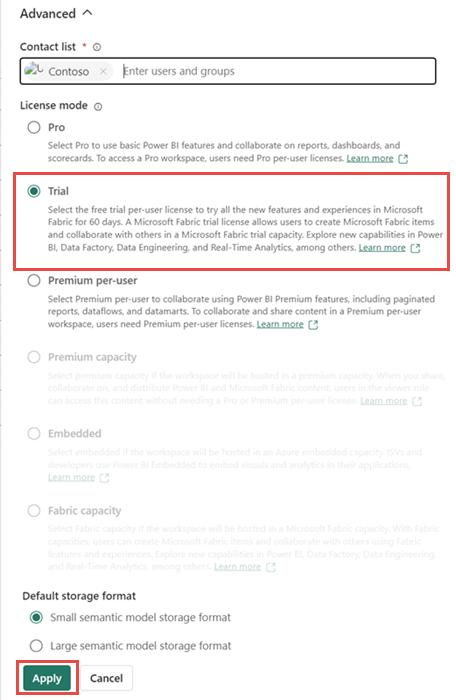 Advanced
Contact list *
Contoso
Enter users and groups
License mode
Pro
Select Pro to use basic Power BI features and collaborate on reports, dashboards, and
scorecards. To access a Pro workspace, users need Pro per-user licenses. Learn more
Trial
Select the free trial per-user license to try all the new features and experiences in Microsoft
Fabric for 60 days. A Microsoft Fabric trial license allows users to create Microsoft Fabric items
and collaborate with others in a Microsoft Fabric trial capacity. Explore new capabilities in Power
BI, Data Factory, Data Engineering, and Real-Time Analytics, among others. Learn more
Premium per-user
Select Premium per-user to collaborate using Power BI Premium features, including paginated
reports, dataflows, and datamarts. To collaborate and share content in a Premium per-user
workspace, users need Premium per-user licenses. Learn more
Premium capacity
Select premium capacity if the workspace will be hosted in a premium capacity. When you share,
collaborate on, and distribute Power BI and Microsoft Fabric content, users in the viewer role
can access this content without needing a Pro or Premium per-user license. Learn more
Embedded
Select embedded if the workspace will be hosted in an Azure embedded capacity. ISVs and
developers use Power BI Embedded to embed visuals and analytics in their applications.
Learn more
Fabric capacity
Select Fabric capacity if the workspace will be hosted in a Microsoft Fabric capacity. With Fabric
capacities, users can create Microsoft Fabric items and collaborate with others using Fabric
features and experiences. Explore new capabilities in Power BI, Data Factory, Data Engineering,
and Real-Time Analytics, among others. Learn more
Default storage format
Small semantic model storage format
Large semantic model storage format
Apply
Cancel